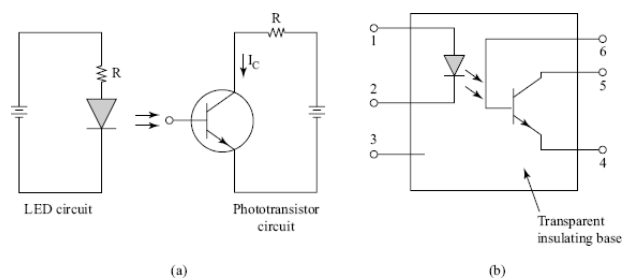 R
R
I_C
LED circuit
Phototransistor
circuit
(a)
1
2
3
6
5
4
Transparent
insulating base
(b)